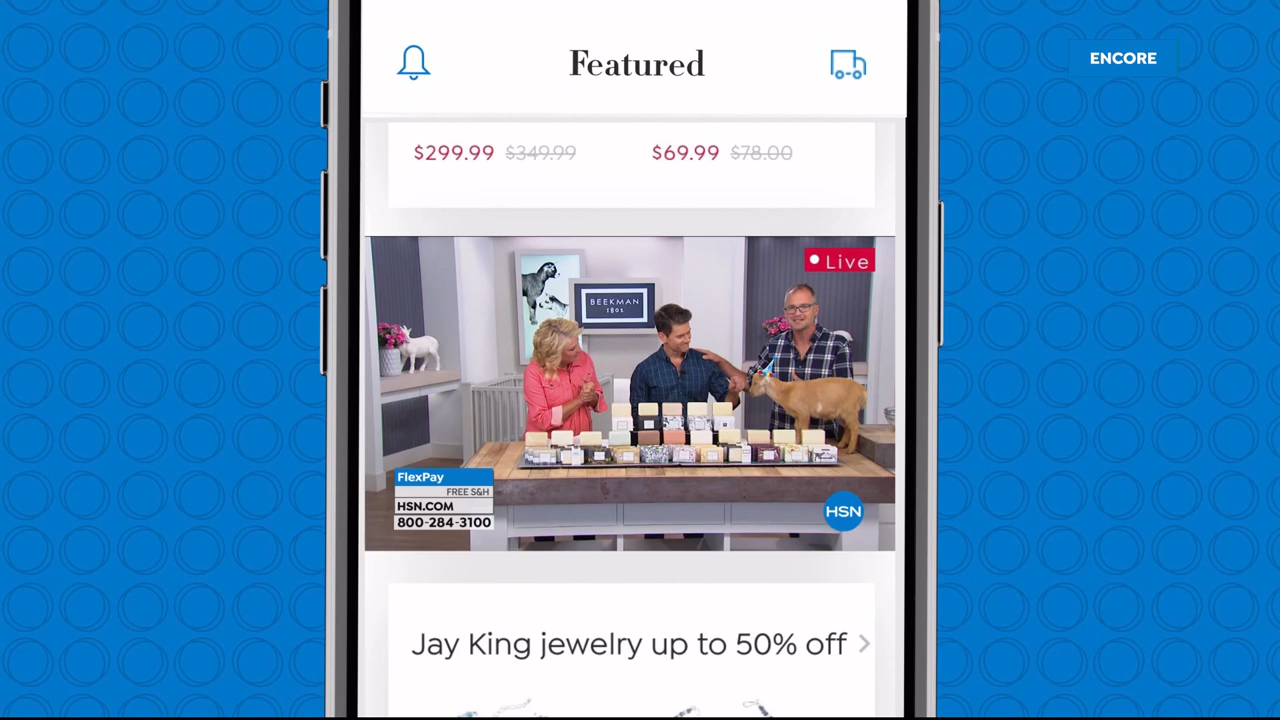 Featured
ENCORE
$299.99 $349.99
$69.99 $78.00
Live
BEEKMAN
1802
FlexPay
FREE S&H
HSN.COM
800-284-3100
HSN
Jay King jewelry up to 50% off